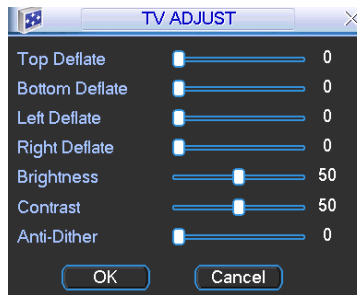 TV ADJUST
Top Deflate 0
Bottom Deflate 0
Left Deflate 0
Right Deflate 0
Brightness 50
Contrast 50
Anti-Dither 0
OK Cancel